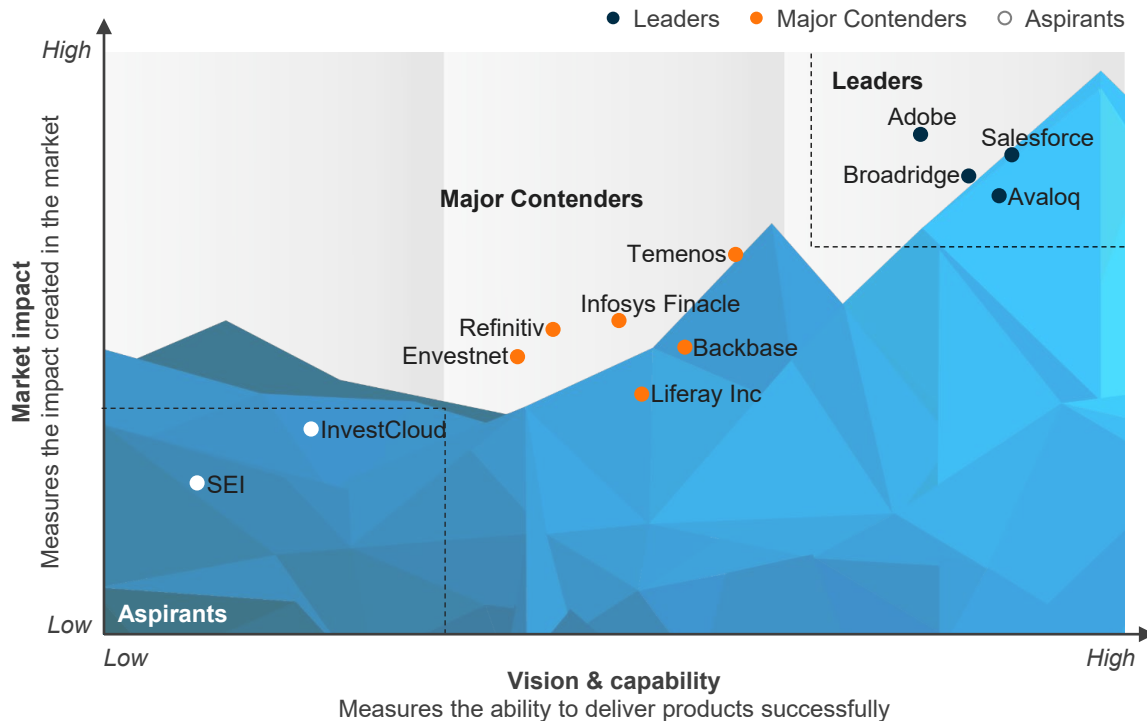 Leaders
Major Contenders
Aspirants
High
Leaders
Adobe
Salesforce
Broadridge
Avaloq
Major Contenders
Temenos
Infosys Finacle
Refinitiv
Envestnet
Backbase
Liferay Inc
InvestCloud
SEI
Aspirants
Market impact
Measures the impact created in the market
Low
Low
High
Vision & capability
Measures the ability to deliver products successfully